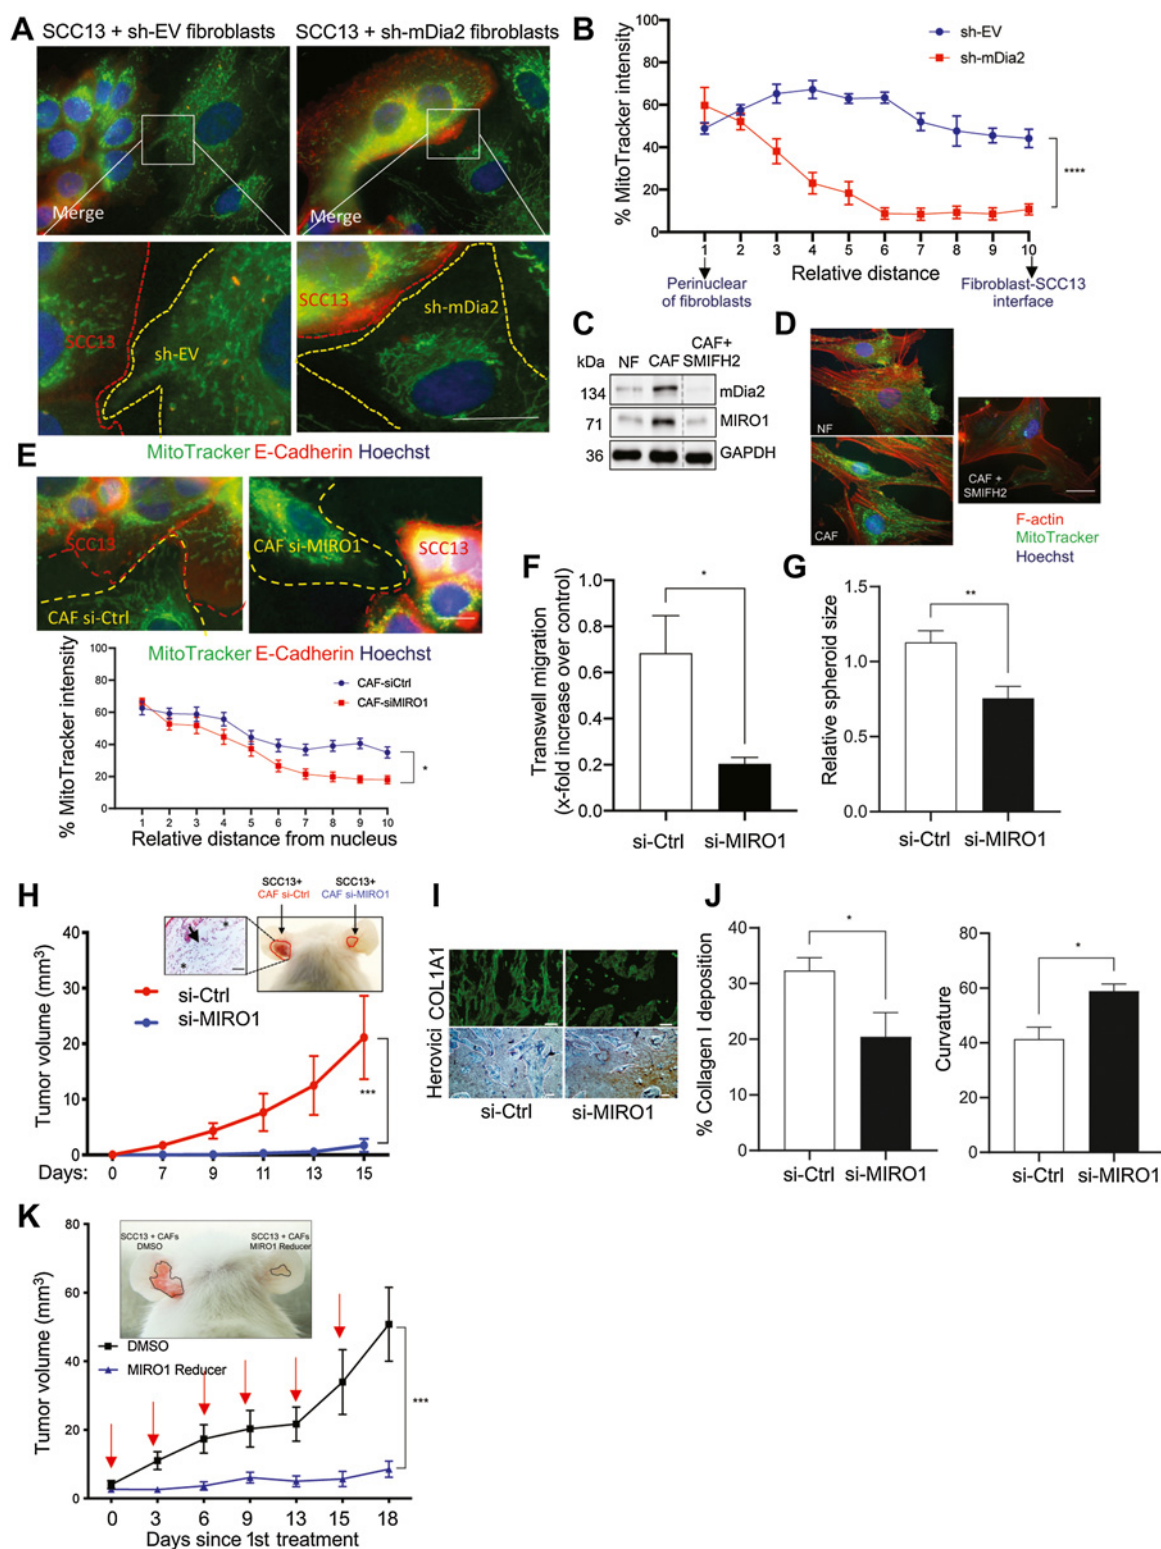 A
SCC13 + sh-EV fibroblasts
SCC13 + sh-mDia2 fibroblasts
Merge
Merge
SCC13
sh-EV
SCC13
sh-mDia2
MitoTracker E-Cadherin Hoechst
B
sh-EV
sh-mDia2
% MitoTracker intensity
100
80
60
40
20
0
****
1 2 3 4 5 6 7 8 9 10
Relative distance
Perinuclear
of fibroblasts
Fibroblast-SCC13
interface
C
kDa
NF
CAF
CAF+
SMIFH2
134
mDia2
71
MIRO1
36
GAPDH
D
NF
CAF
CAF +
SMIFH2
F-actin
MitoTracker
Hoechst
E
SCC13
CAF si-Ctrl
CAF si-MIRO1
SCC13
MitoTracker E-Cadherin Hoechst
% MitoTracker intensity
100
80
60
40
20
0
CAF-siCtrl
CAF-siMIRO1
*
1 2 3 4 5 6 7 8 9 10
Relative distance from nucleus
F
Transwell migration
(x-fold increase over control)
1.0
0.8
0.6
0.4
0.2
0.0
*
si-Ctrl si-MIRO1
G
Relative spheroid size
1.5
1.0
0.5
0.0
**
si-Ctrl si-MIRO1
H
SCC13+
CAF si-Ctrl
SCC13+
CAF si-MIRO1
*
*
Tumor volume (mm³)
40
30
20
10
0
si-Ctrl
si-MIRO1
***
Days: 0 7 9 11 13 15
I
Herovici COL1A1
si-Ctrl si-MIRO1
J
% Collagen I deposition
40
30
20
10
0
*
si-Ctrl si-MIRO1
Curvature
80
60
40
20
0
*
si-Ctrl si-MIRO1
K
Tumor volume (mm³)
80
60
40
20
0
SCC13 + CAFs
DMSO
SCC13 + CAFs
MIRO1 Reducer
DMSO
MIRO1 Reducer
***
0 3 6 9 13 15 18
Days since 1st treatment